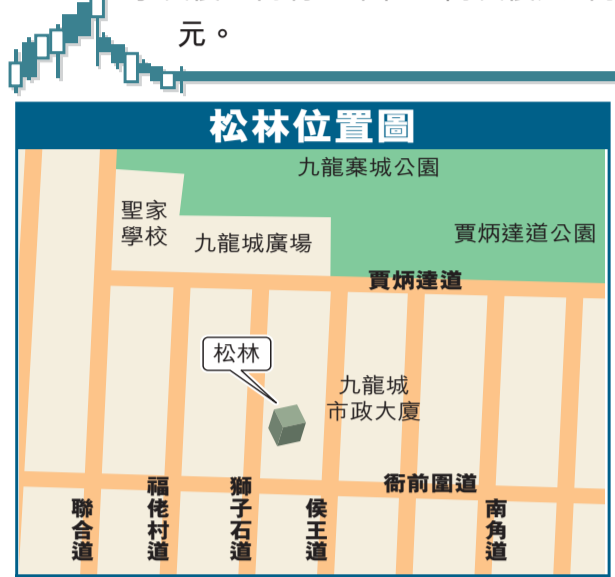 元。
松林位置圖
九龍寨城公園
聖家
學校
九龍城廣場
賈炳達道公園
賈炳達道
松林
九龍城
市政大廈
衙前圍道
聯合道
福佬村道
獅子石道
侯王道
南角道